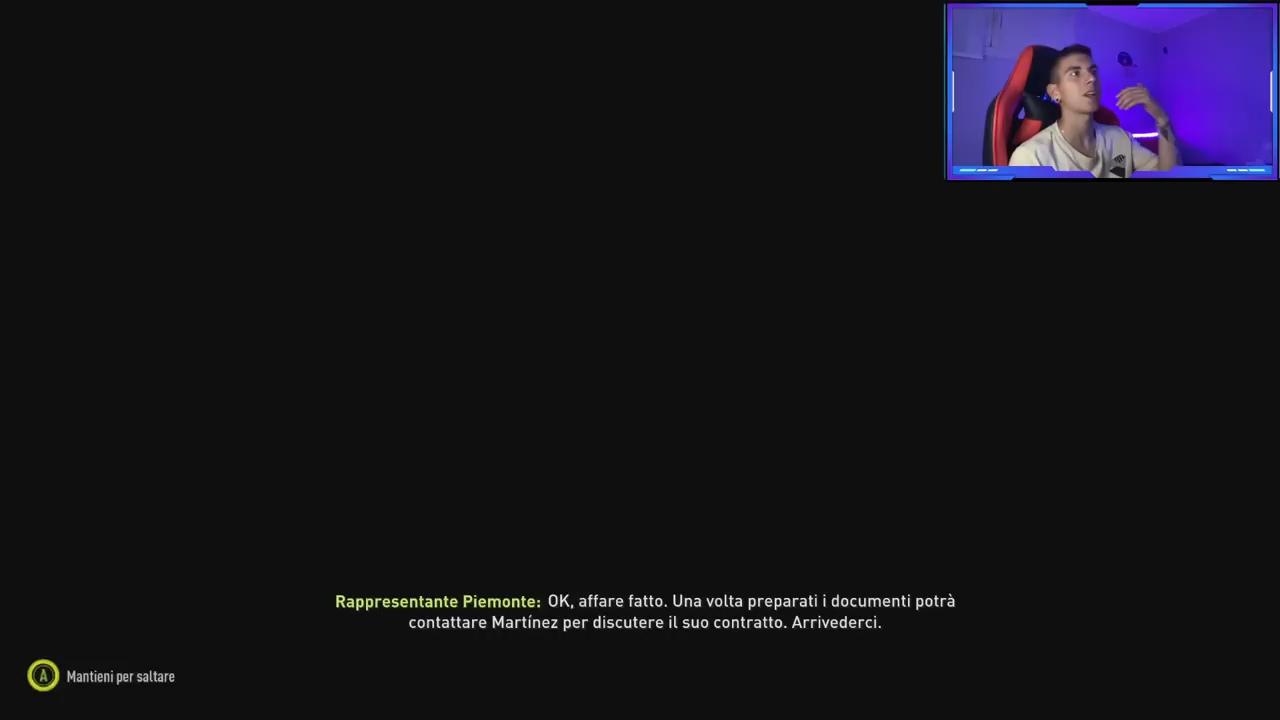 Rappresentante Piemonte: OK, affare fatto. Una volta preparati i documenti potrà
contattare Martínez per discutere il suo contratto. Arrivederci.
A Mantieni per saltare